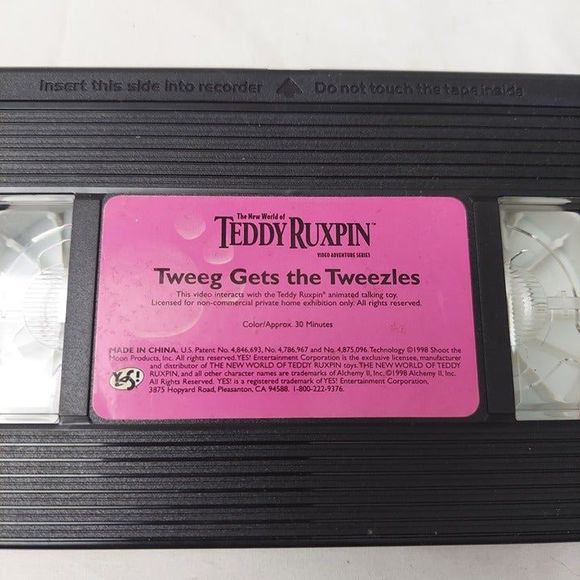 Insert this side into recorder Do not touch the tape inside
The New World of
TEDDY RUXPIN™
VIDEO ADVENTURE SERIES
Tweeg Gets the Tweezles
This video interacts with the Teddy Ruxpin® animated talking toy.
Licensed for non-commercial private home exhibition only. All rights reserved.
Color/Approx. 30 Minutes
MADE IN CHINA. U.S. Patent No. 4,846,693, No. 4,786,967 and No. 4,875,096. Technology ©1998 Shoot the
Moon Products, Inc. All rights reserved. YES! Entertainment Corporation is the exclusive licensee, manufacturer
and distributor of THE NEW WORLD OF TEDDY RUXPIN toys. THE NEW WORLD OF TEDDY
RUXPIN, and all other character names are trademarks of Alchemy II, Inc. ©1998 Alchemy II, Inc.
All Rights Reserved. YES! is a registered trademark of YES! Entertainment Corporation,
3875 Hopyard Road, Pleasanton, CA 94588. 1-800-222-9376.
YES!